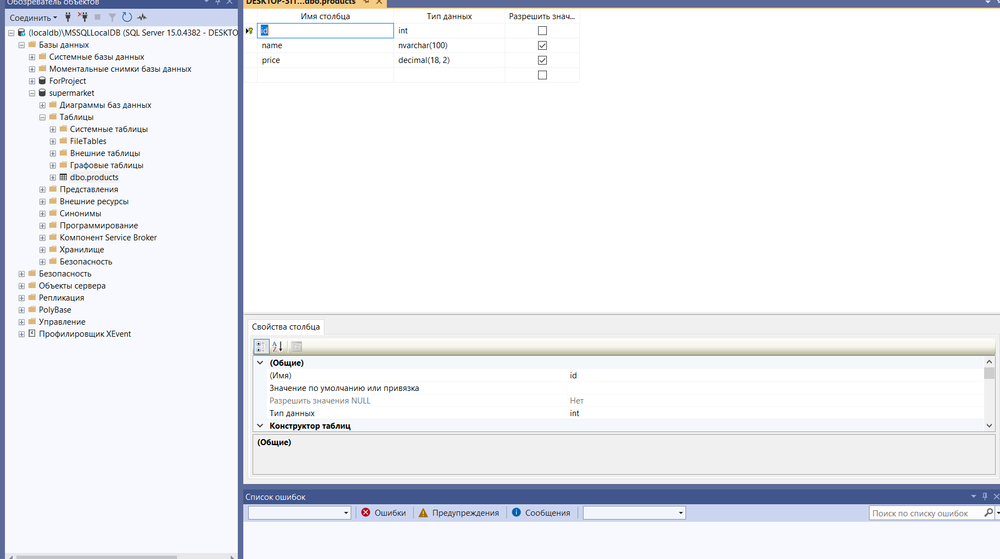 Обозреватель объектов
Соединить
(localdb)\MSSQLLocalDB (SQL Server 15.0.4382 - DESKTO
Базы данных
Системные базы данных
Моментальные снимки базы данных
ForProject
supermarket
Диаграммы баз данных
Таблицы
Системные таблицы
FileTables
Внешние таблицы
Графовые таблицы
dbo.products
Представления
Внешние ресурсы
Синонимы
Программирование
Компонент Service Broker
Хранилище
Безопасность
Безопасность
Объекты сервера
Репликация
PolyBase
Управление
Профилировщик XEvent
DESKTOP-31I...dbo.products
Имя столбца Тип данных Разрешить знач...
id int
name nvarchar(100)
price decimal(18, 2)
Свойства столбца
(Общие)
(Имя) id
Значение по умолчанию или привязка
Разрешить значения NULL Нет
Тип данных int
Конструктор таблиц
(Общие)
Список ошибок
Ошибки Предупреждения Сообщения Поиск по списку ошибок